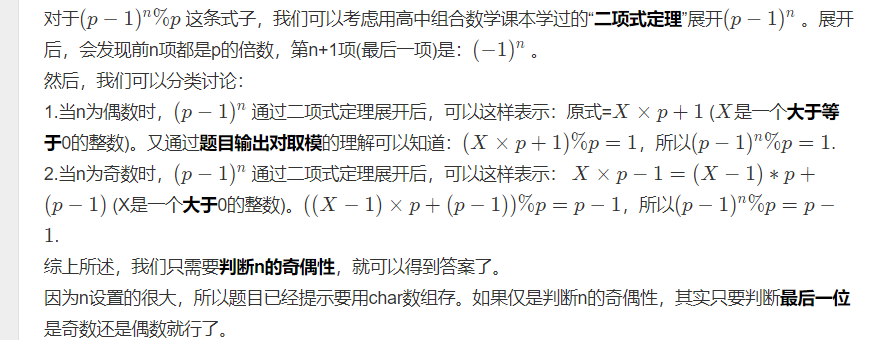 对于(p − 1)ⁿ%p 这条式子，我们可以考虑用高中组合数学课本学过的“二项式定理”展开(p − 1)ⁿ 。展开
后，会发现前n项都是p的倍数，第n+1项(最后一项)是：(−1)ⁿ 。
然后，我们可以分类讨论：
1.当n为偶数时，(p − 1)ⁿ 通过二项式定理展开后，可以这样表示：原式=X × p + 1 (X是一个大于等
于0的整数)。又通过题目输出对取模的理解可以知道：(X × p + 1)%p = 1，所以(p − 1)ⁿ%p = 1.
2.当n为奇数时，(p − 1)ⁿ 通过二项式定理展开后，可以这样表示： X × p − 1 = (X − 1) ∗ p +
(p − 1) (X是一个大于0的整数)。((X − 1) × p + (p − 1))%p = p − 1，所以(p − 1)ⁿ%p = p −
1.
综上所述，我们只需要判断n的奇偶性，就可以得到答案了。
因为n设置的很大，所以题目已经提示要用char数组存。如果仅是判断n的奇偶性，其实只要判断最后一位
是奇数还是偶数就行了。